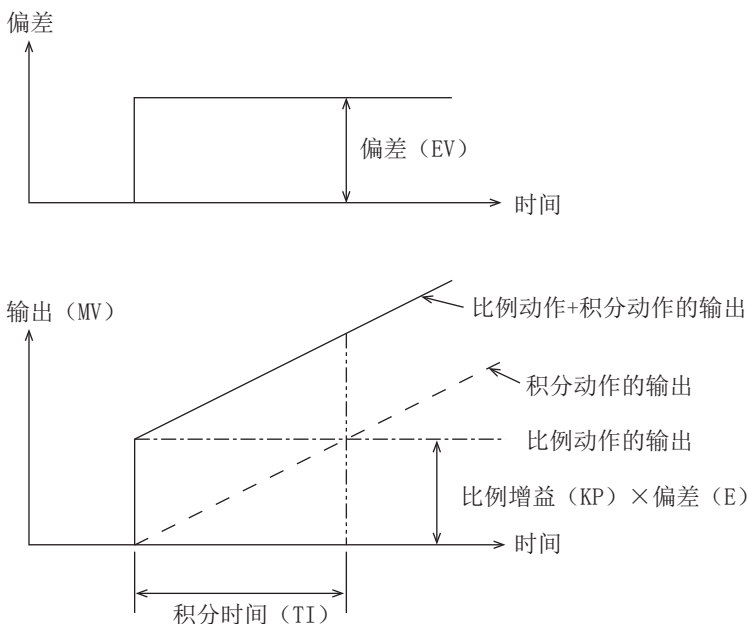 偏差
偏差（EV）
时间
输出（MV）
比例动作+积分动作的输出
积分动作的输出
比例动作的输出
比例增益（KP）×偏差（E）
时间
积分时间（TI）